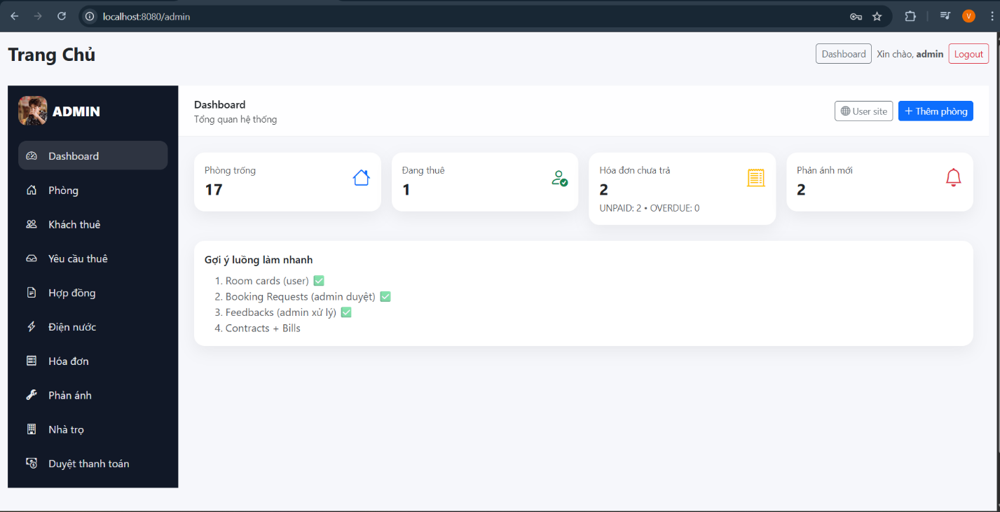 localhost:8080/admin
V
Trang Chủ
Dashboard Xin chào, admin Logout
ADMIN
Dashboard
Phòng
Khách thuê
Yêu cầu thuê
Hợp đồng
Điện nước
Hóa đơn
Phản ánh
Nhà trọ
Duyệt thanh toán
Dashboard
Tổng quan hệ thống
User site + Thêm phòng
Phòng trống
17
Đang thuê
1
Hóa đơn chưa trả
2
UNPAID: 2 • OVERDUE: 0
Phản ánh mới
2
Gợi ý luồng làm nhanh
1. Room cards (user) ✅
2. Booking Requests (admin duyệt) ✅
3. Feedbacks (admin xử lý) ✅
4. Contracts + Bills